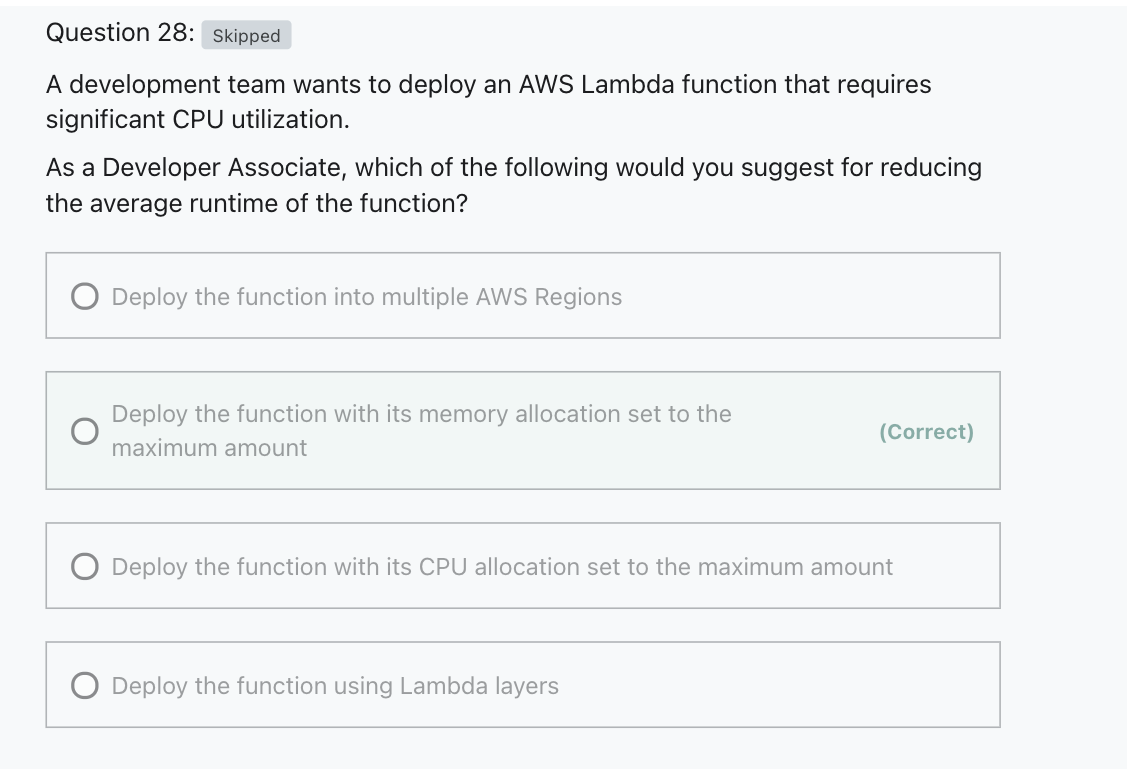 Question 28: Skipped
A development team wants to deploy an AWS Lambda function that requires
significant CPU utilization.
As a Developer Associate, which of the following would you suggest for reducing
the average runtime of the function?
Deploy the function into multiple AWS Regions
Deploy the function with its memory allocation set to the
maximum amount
(Correct)
Deploy the function with its CPU allocation set to the maximum amount
Deploy the function using Lambda layers